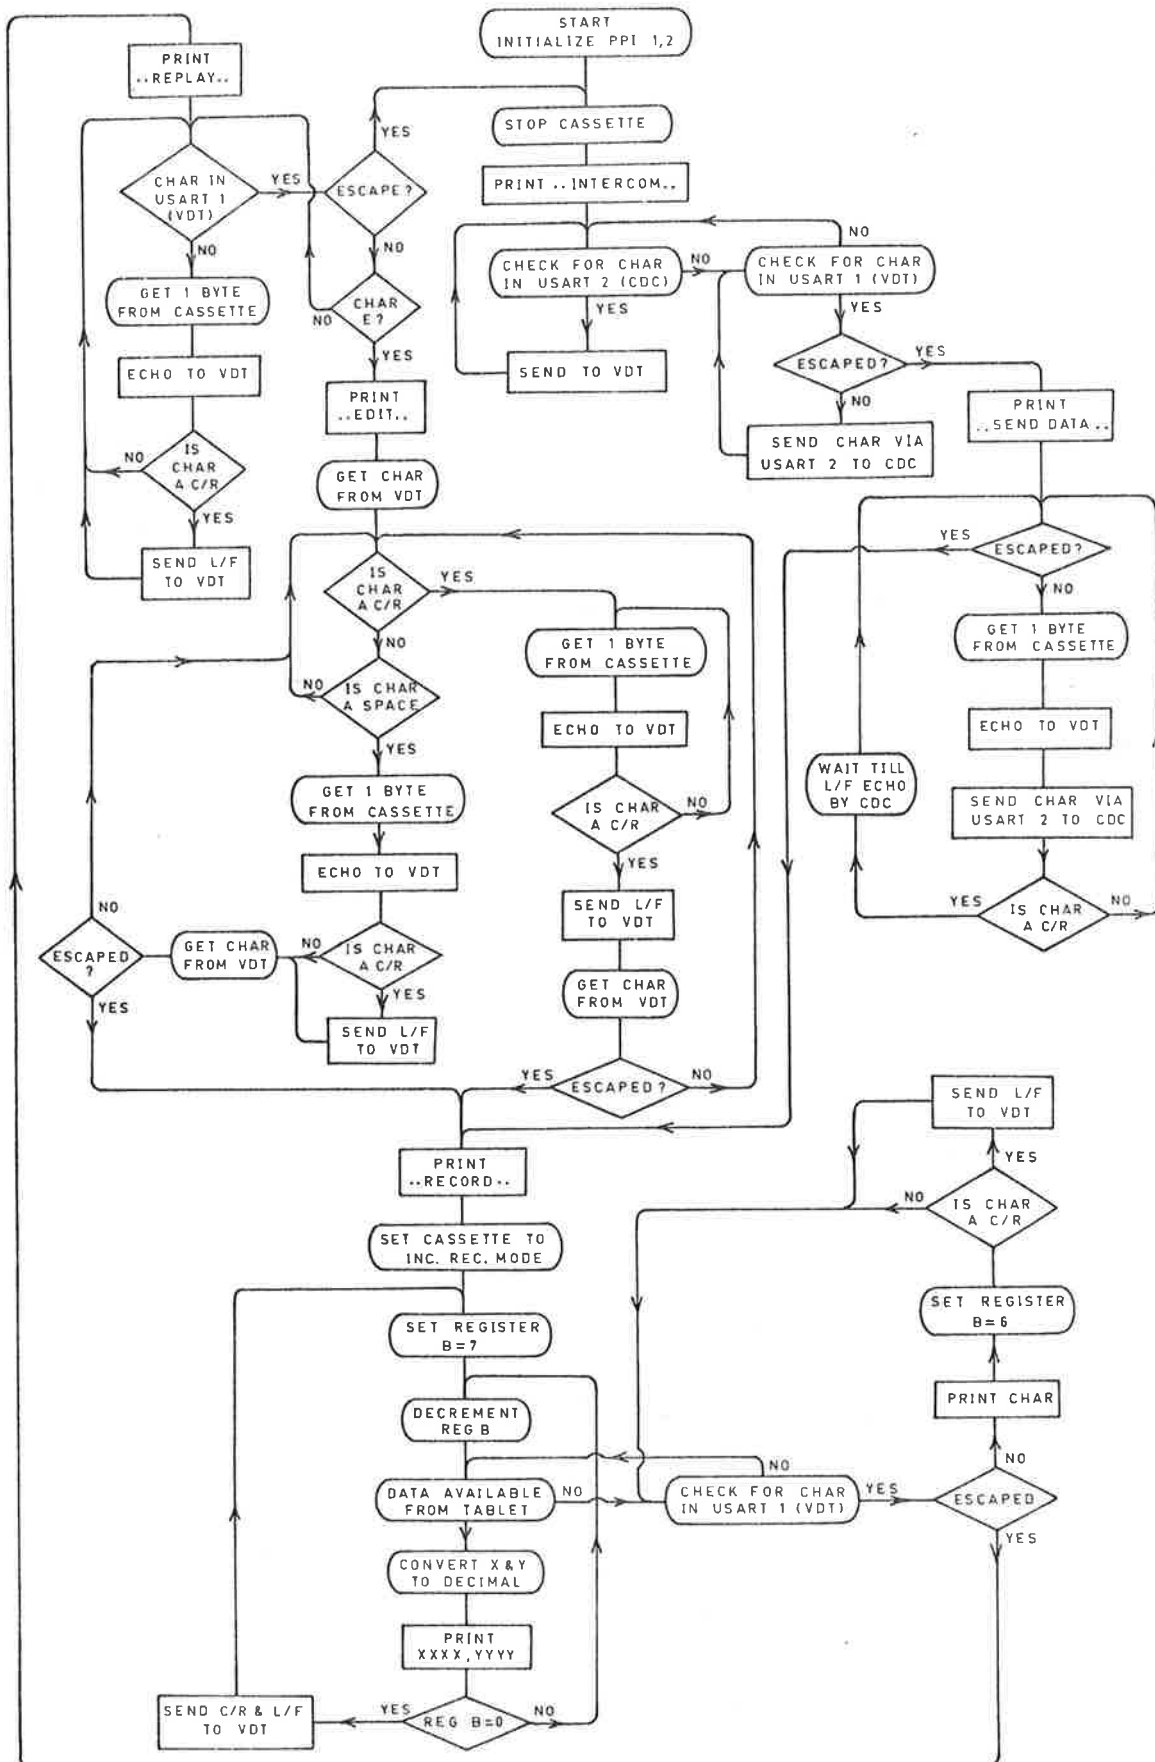 START
INITIALIZE PPI 1,2
PRINT
..REPLAY..
YES
STOP CASSETTE
PRINT ..INTERCOM..
CHAR IN
USART 1
(VDT)
YES
ESCAPE?
NO
NO
CHECK FOR CHAR
IN USART 2 (CDC)
NO
NO
CHECK FOR CHAR
IN USART 1 (VDT)
GET 1 BYTE
FROM CASSETTE
CHAR
E?
NO
YES
YES
YES
ECHO TO VDT
SEND TO VDT
ESCAPED?
YES
NO
PRINT
..EDIT..
PRINT
..SEND DATA..
SEND CHAR VIA
USART 2 TO CDC
IS
CHAR
A C/R
NO
YES
GET CHAR
FROM VDT
SEND L/F
TO VDT
IS
CHAR
A C/R
YES
NO
YES
ESCAPED?
NO
GET 1 BYTE
FROM CASSETTE
GET 1 BYTE
FROM CASSETTE
NO
IS CHAR
A SPACE
YES
ECHO TO VDT
ECHO TO VDT
GET 1 BYTE
FROM CASSETTE
WAIT TILL
L/F ECHO
BY CDC
IS CHAR
A C/R
NO
YES
SEND CHAR VIA
USART 2 TO CDC
ECHO TO VDT
YES
IS CHAR
A C/R
NO
SEND L/F
TO VDT
NO
ESCAPED
?
YES
GET CHAR
FROM VDT
NO
IS CHAR
A C/R
YES
GET CHAR
FROM VDT
SEND L/F
TO VDT
YES
ESCAPED?
NO
SEND L/F
TO VDT
YES
PRINT
..RECORD..
NO
IS CHAR
A C/R
SET CASSETTE TO
INC. REC. MODE
SET REGISTER
B=7
SET REGISTER
B=6
DECREMENT
REG B
PRINT CHAR
NO
NO
DATA AVAILABLE
FROM TABLET
NO
CHECK FOR CHAR
IN USART 1 (VDT)
YES
ESCAPED
YES
CONVERT X&Y
TO DECIMAL
PRINT
XXXX,YYYY
SEND C/R & L/F
TO VDT
YES
REG B=0
NO